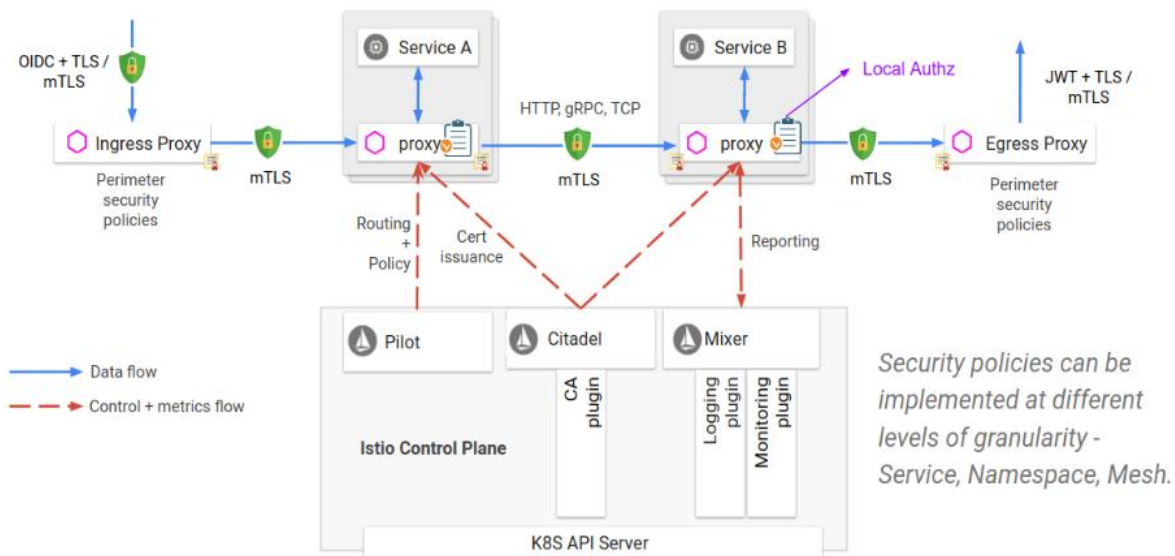 OIDC + TLS /
mTLS
Service A
Service B
Local Authz
JWT + TLS /
mTLS
HTTP, gRPC, TCP
Ingress Proxy
proxy
proxy
Egress Proxy
mTLS
mTLS
mTLS
Perimeter
security
policies
Perimeter
security
policies
Routing
+
Policy
Cert
issuance
Reporting
Pilot
Citadel
Mixer
Data flow
Control + metrics flow
CA
plugin
Logging
plugin
Monitoring
plugin
Istio Control Plane
K8S API Server
Security policies can be
implemented at different
levels of granularity -
Service, Namespace, Mesh.